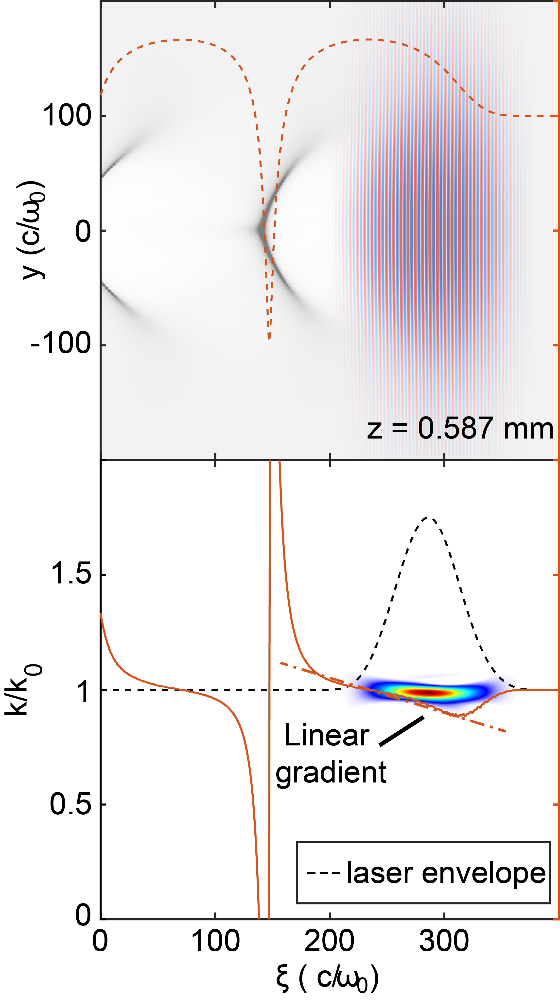 100
0
-100
y (c/ω₀)
z = 0.587 mm
1.5
1
0.5
0
k/k₀
Linear
gradient
laser envelope
0 100 200 300
ξ ( c/ω₀)